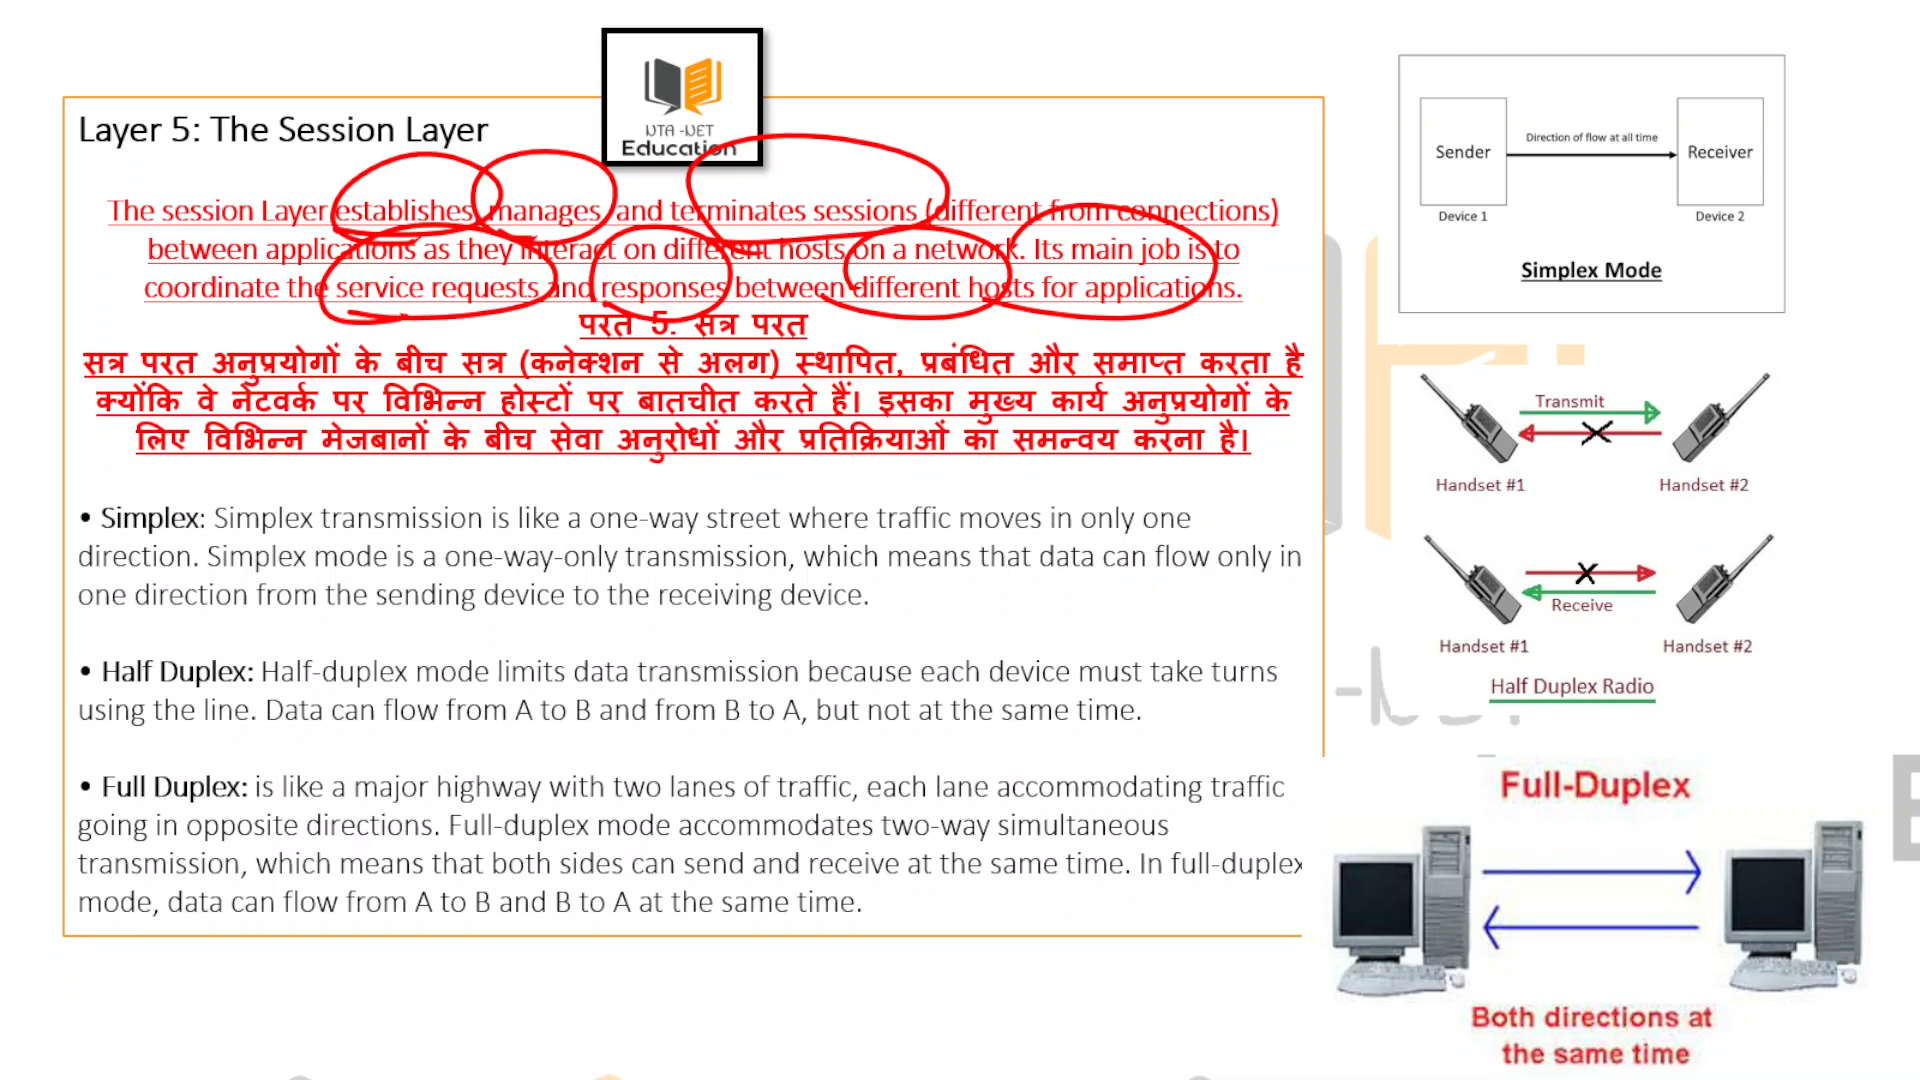 NTA -NET
Education
Layer 5: The Session Layer
The session Layer establishes, manages, and terminates sessions (different from connections)
between applications as they interact on different hosts on a network. Its main job is to
coordinate the service requests and responses between different hosts for applications.
परत 5. सत्र परत
सत्र परत अनुप्रयोगों के बीच सत्र (कनेक्शन से अलग) स्थापित, प्रबंधित और समाप्त करता है
क्योंकि वे नेटवर्क पर विभिन्न होस्टों पर बातचीत करते हैं। इसका मुख्य कार्य अनुप्रयोगों के
लिए विभिन्न मेजबानों के बीच सेवा अनुरोधों और प्रतिक्रियाओं का समन्वय करना है।
• Simplex: Simplex transmission is like a one-way street where traffic moves in only one
direction. Simplex mode is a one-way-only transmission, which means that data can flow only in
one direction from the sending device to the receiving device.
• Half Duplex: Half-duplex mode limits data transmission because each device must take turns
using the line. Data can flow from A to B and from B to A, but not at the same time.
• Full Duplex: is like a major highway with two lanes of traffic, each lane accommodating traffic
going in opposite directions. Full-duplex mode accommodates two-way simultaneous
transmission, which means that both sides can send and receive at the same time. In full-duplex
mode, data can flow from A to B and B to A at the same time.
Direction of flow at all time
Sender
Receiver
Device 1
Device 2
Simplex Mode
Transmit
Handset #1
Handset #2
Receive
Handset #1
Handset #2
Half Duplex Radio
Full-Duplex
Both directions at
the same time